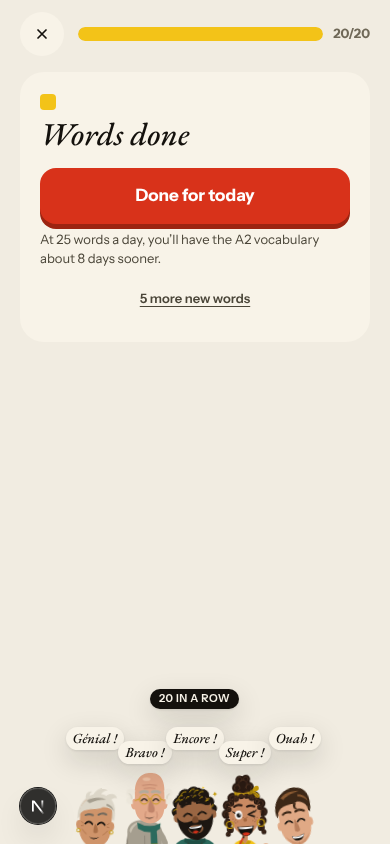 20/20
Words done
Done for today
At 25 words a day, you'll have the A2 vocabulary
about 8 days sooner.
5 more new words
20 IN A ROW
Génial !
Bravo !
Encore !
Super !
Ouah !
N